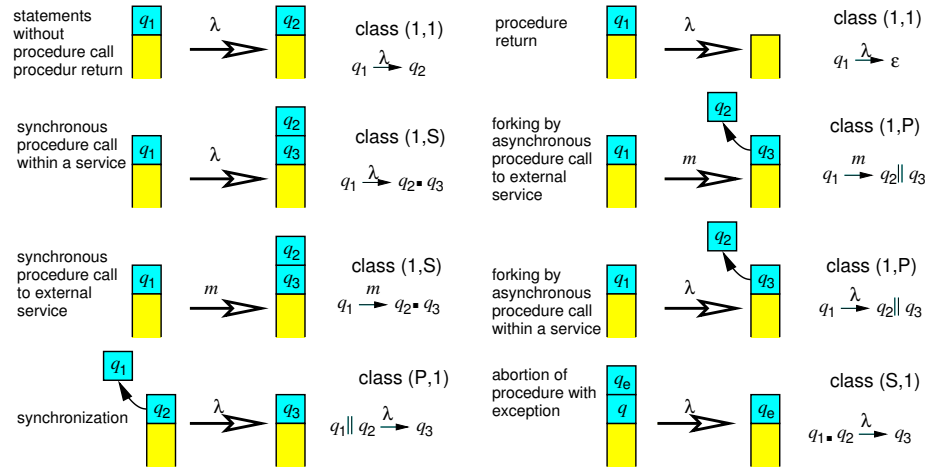 statements
without
procedure call
procedur return
q1
λ
q2
class (1,1)
q1 λ→ q2
procedure
return
q1
λ
class (1,1)
q1 λ→ ε
synchronous
procedure call
within a service
q1
λ
q2
q3
class (1,S)
q1 λ→ q2 ▪ q3
forking by
asynchronous
procedure call
to external
service
q1
m
q2
q3
class (1,P)
q1 m→ q2 || q3
synchronous
procedure call
to external
service
q1
m
q2
q3
class (1,S)
q1 m→ q2 ▪ q3
forking by
asynchronous
procedure call
within a service
q1
λ
q2
q3
class (1,P)
q1 λ→ q2 || q3
synchronization
q1
q2
λ
q3
class (P,1)
q1 || q2 λ→ q3
abortion of
procedure with
exception
qe
q
λ
qe
class (S,1)
q1 ▪ q2 λ→ q3